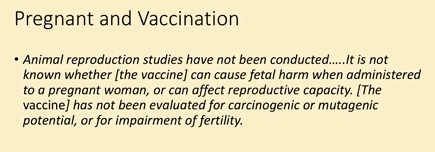 Pregnant and Vaccination
• Animal reproduction studies have not been conducted.....It is not
known whether [the vaccine] can cause fetal harm when administered
to a pregnant woman, or can affect reproductive capacity. [The
vaccine] has not been evaluated for carcinogenic or mutagenic
potential, or for impairment of fertility.